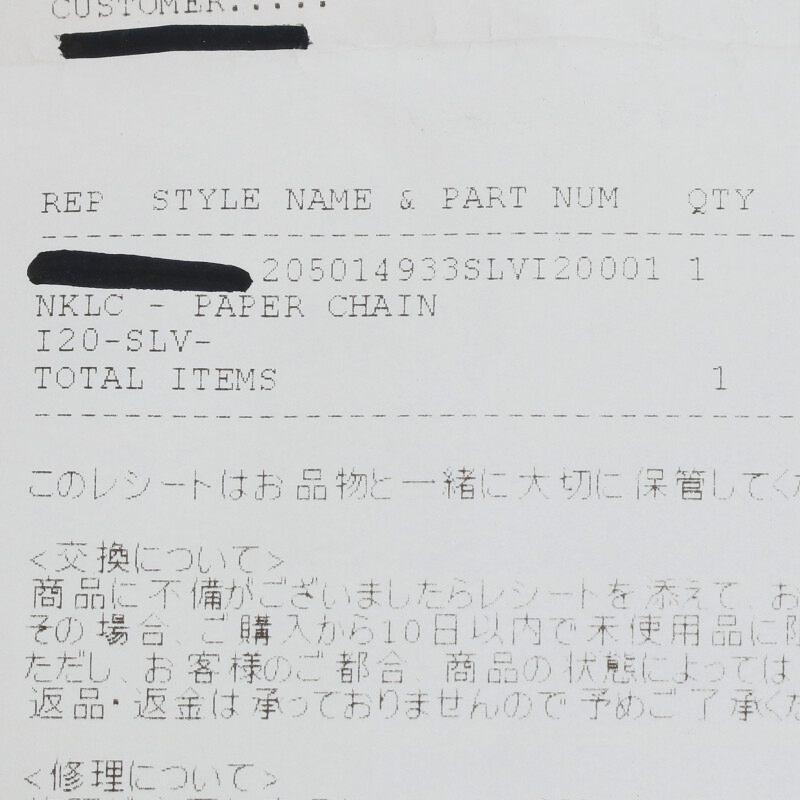 CUSTOMER.....
REP STYLE NAME & PART NUM QTY
205014933SLVI20001 1
NKLC - PAPER CHAIN
I20-SLV-
TOTAL ITEMS 1
このレシートはお品物と一緒に大切に保管してくだ
<交換について>
商品に不備がございましたらレシートを添えて、お
その場合、ご購入から10日以内で未使用品に限
ただし、お客様のご都合、商品の状態によっては
返品・返金は承っておりませんので予めご了承くだ
<修理について>